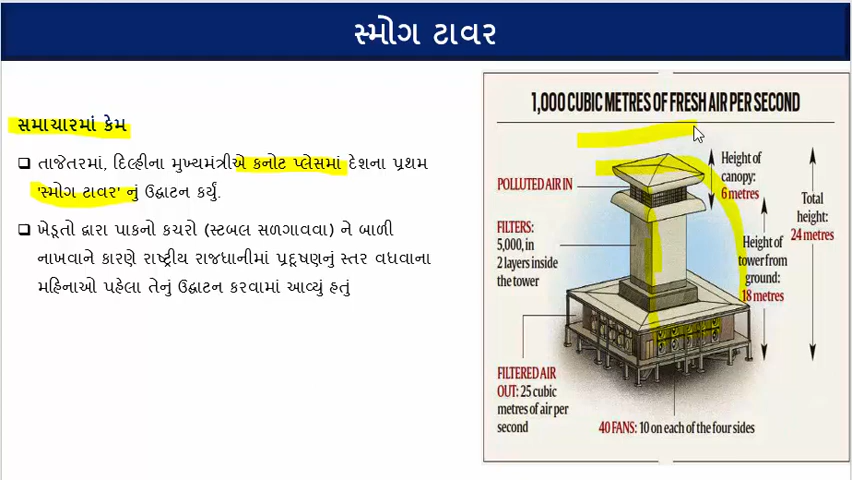 સ્મોગ ટાવર
સમાચારમાં કેમ
તાજેતરમાં, દિલ્હીના મુખ્યમંત્રીએ કનોટ પ્લેસમાં દેશના પ્રથમ
'સ્મોગ ટાવર' નું ઉદ્ઘાટન કર્યું.
ખેડૂતો દ્વારા પાકનો કચરો (સ્ટબલ સળગાવવા) ને બાળી
નાખવાને કારણે રાષ્ટ્રીય રાજધાનીમાં પ્રદૂષણનું સ્તર વધવાના
મહિનાઓ પહેલા તેનું ઉદ્ઘાટન કરવામાં આવ્યું હતું
1,000 CUBIC METRES OF FRESH AIR PER SECOND
POLLUTED AIR IN
Height of
canopy:
6 metres
FILTERS:
5,000, in
2 layers inside
the tower
Total
height:
24 metres
Height of
tower from
ground:
18 metres
FILTERED AIR
OUT: 25 cubic
metres of air per
second
40 FANS: 10 on each of the four sides